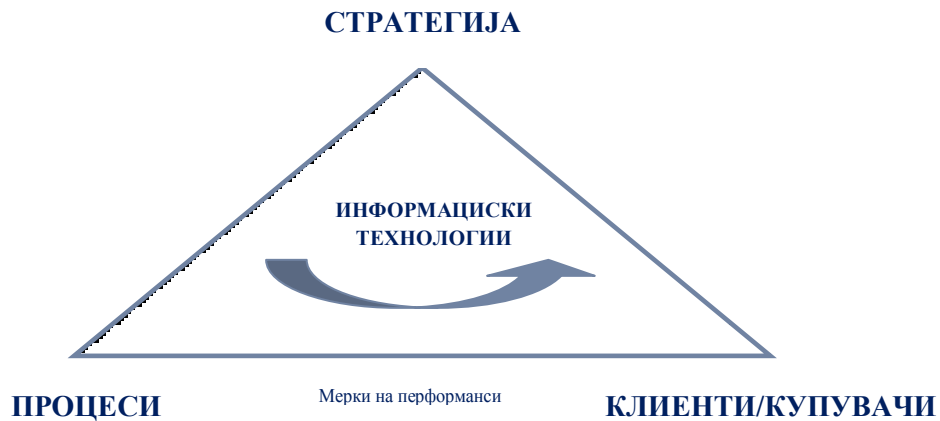 СТРАТЕГИЈА
ИНФОРМАЦИСКИ
ТЕХНОЛОГИИ
ПРОЦЕСИ
Мерки на перформанси
КЛИЕНТИ/КУПУВАЧИ